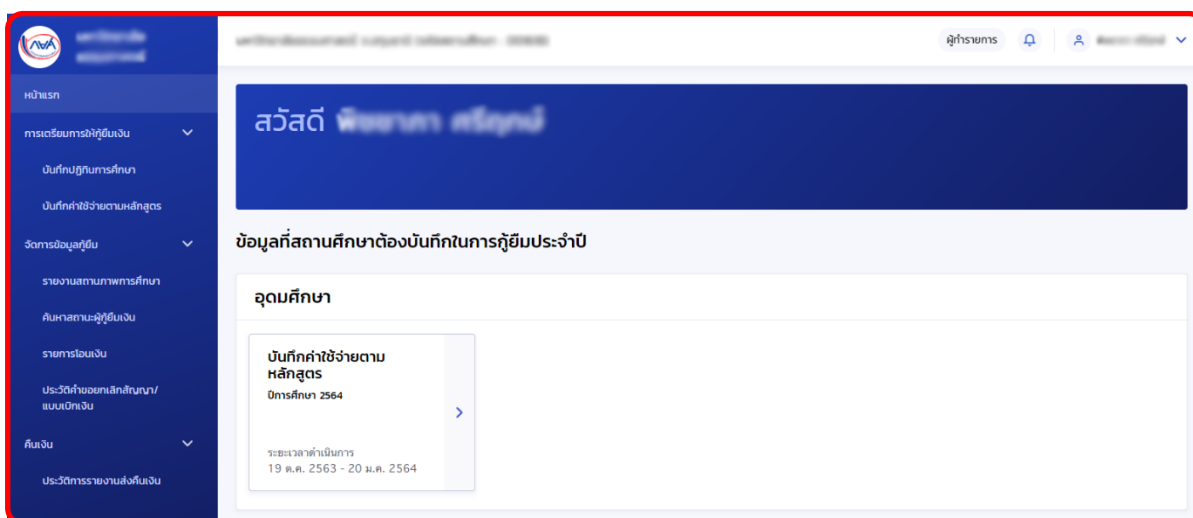 กยศ
ผู้ทำรายการ
หน้าแรก
การเตรียมการให้กู้ยืมเงิน
บันทึกปฏิทินการศึกษา
บันทึกค่าใช้จ่ายตามหลักสูตร
จัดการข้อมูลกู้ยืม
รายงานสถานภาพการศึกษา
ค้นหาสถานะผู้กู้ยืมเงิน
รายการโอนเงิน
ประวัติคำขอยกเลิกสัญญา/
แบบเบิกเงิน
คืนเงิน
ประวัติการรายงานส่งคืนเงิน
สวัสดี
ข้อมูลที่สถานศึกษาต้องบันทึกในการกู้ยืมประจำปี
อุดมศึกษา
บันทึกค่าใช้จ่ายตาม
หลักสูตร
ปีการศึกษา 2564
ระยะเวลาดำเนินการ
19 ต.ค. 2563 - 20 ม.ค. 2564